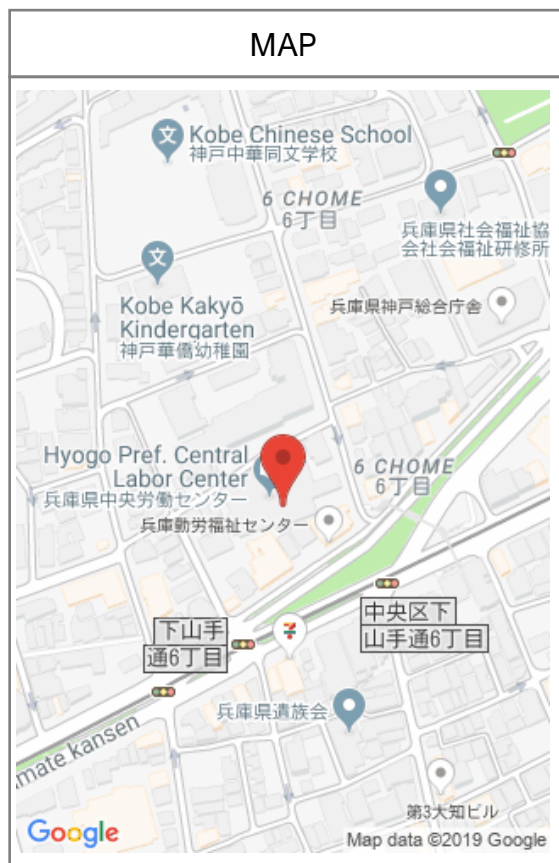 MAP
Kobe Chinese School
神戸中華同文学校
6 CHOME
6丁目
兵庫県社会福祉協
会社会福祉研修所
兵庫県神戸総合庁舎
Kobe Kakyō
Kindergarten
神戸華僑幼稚園
Hyogo Pref. Central
Labor Center
兵庫県中央労働センター
6 CHOME
6丁目
兵庫勤労福祉センター
下山手
通6丁目
中央区下
山手通6丁目
兵庫県遺族会
mate kansen
第3大知ビル
Google
Map data ©2019 Google